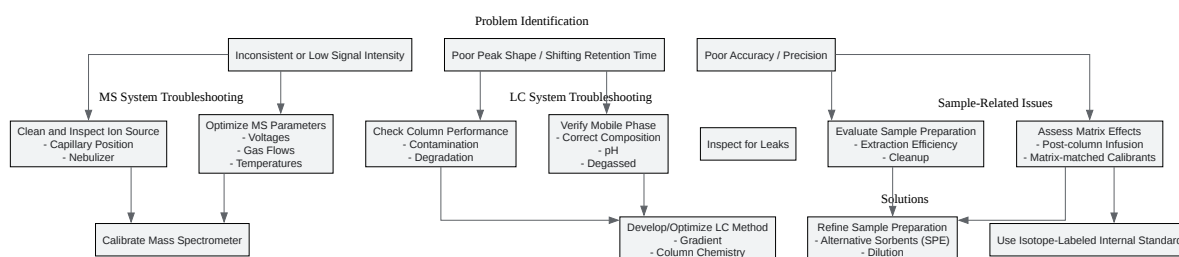 Problem Identification
Inconsistent or Low Signal Intensity
Poor Peak Shape / Shifting Retention Time
Poor Accuracy / Precision
MS System Troubleshooting
LC System Troubleshooting
Sample-Related Issues
Clean and Inspect Ion Source
- Capillary Position
- Nebulizer
Optimize MS Parameters
- Voltages
- Gas Flows
- Temperatures
Check Column Performance
- Contamination
- Degradation
Verify Mobile Phase
- Correct Composition
- pH
- Degassed
Inspect for Leaks
Evaluate Sample Preparation
- Extraction Efficiency
- Cleanup
Assess Matrix Effects
- Post-column Infusion
- Matrix-matched Calibrants
Solutions
Calibrate Mass Spectrometer
Develop/Optimize LC Method
- Gradient
- Column Chemistry
Refine Sample Preparation
- Alternative Sorbents (SPE)
- Dilution
Use Isotope-Labeled Internal Standard